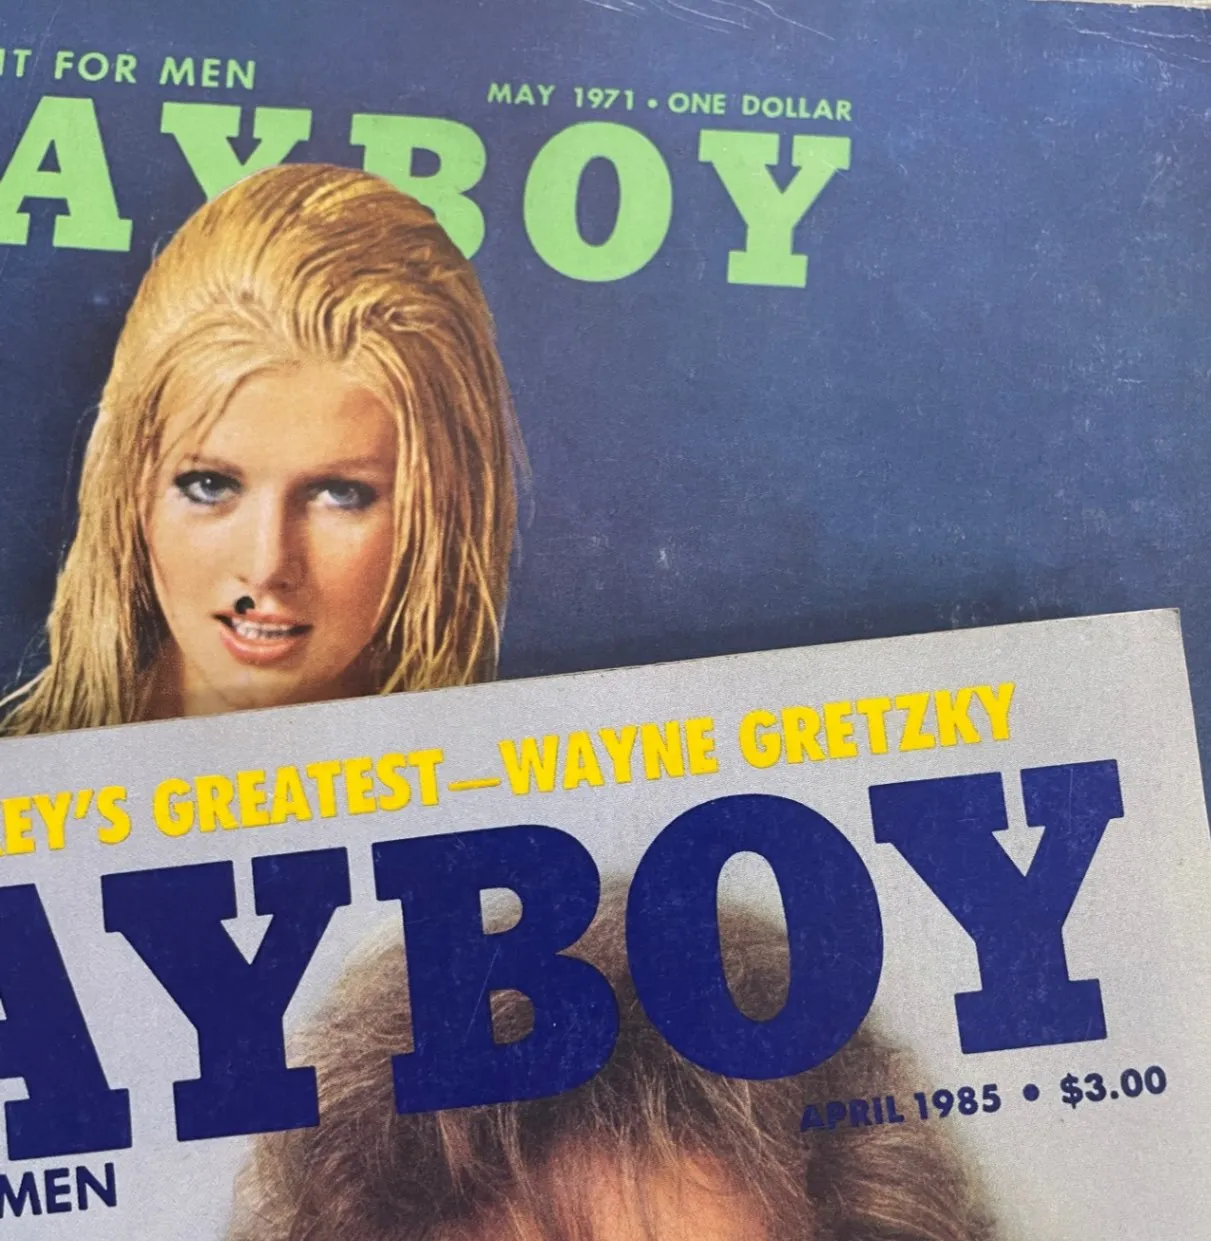 IT FOR MEN
MAY 1971 • ONE DOLLAR
AYBOY
EY'S GREATEST—WAYNE GRETZKY
AYBOY
APRIL 1985 • $3.00
MEN